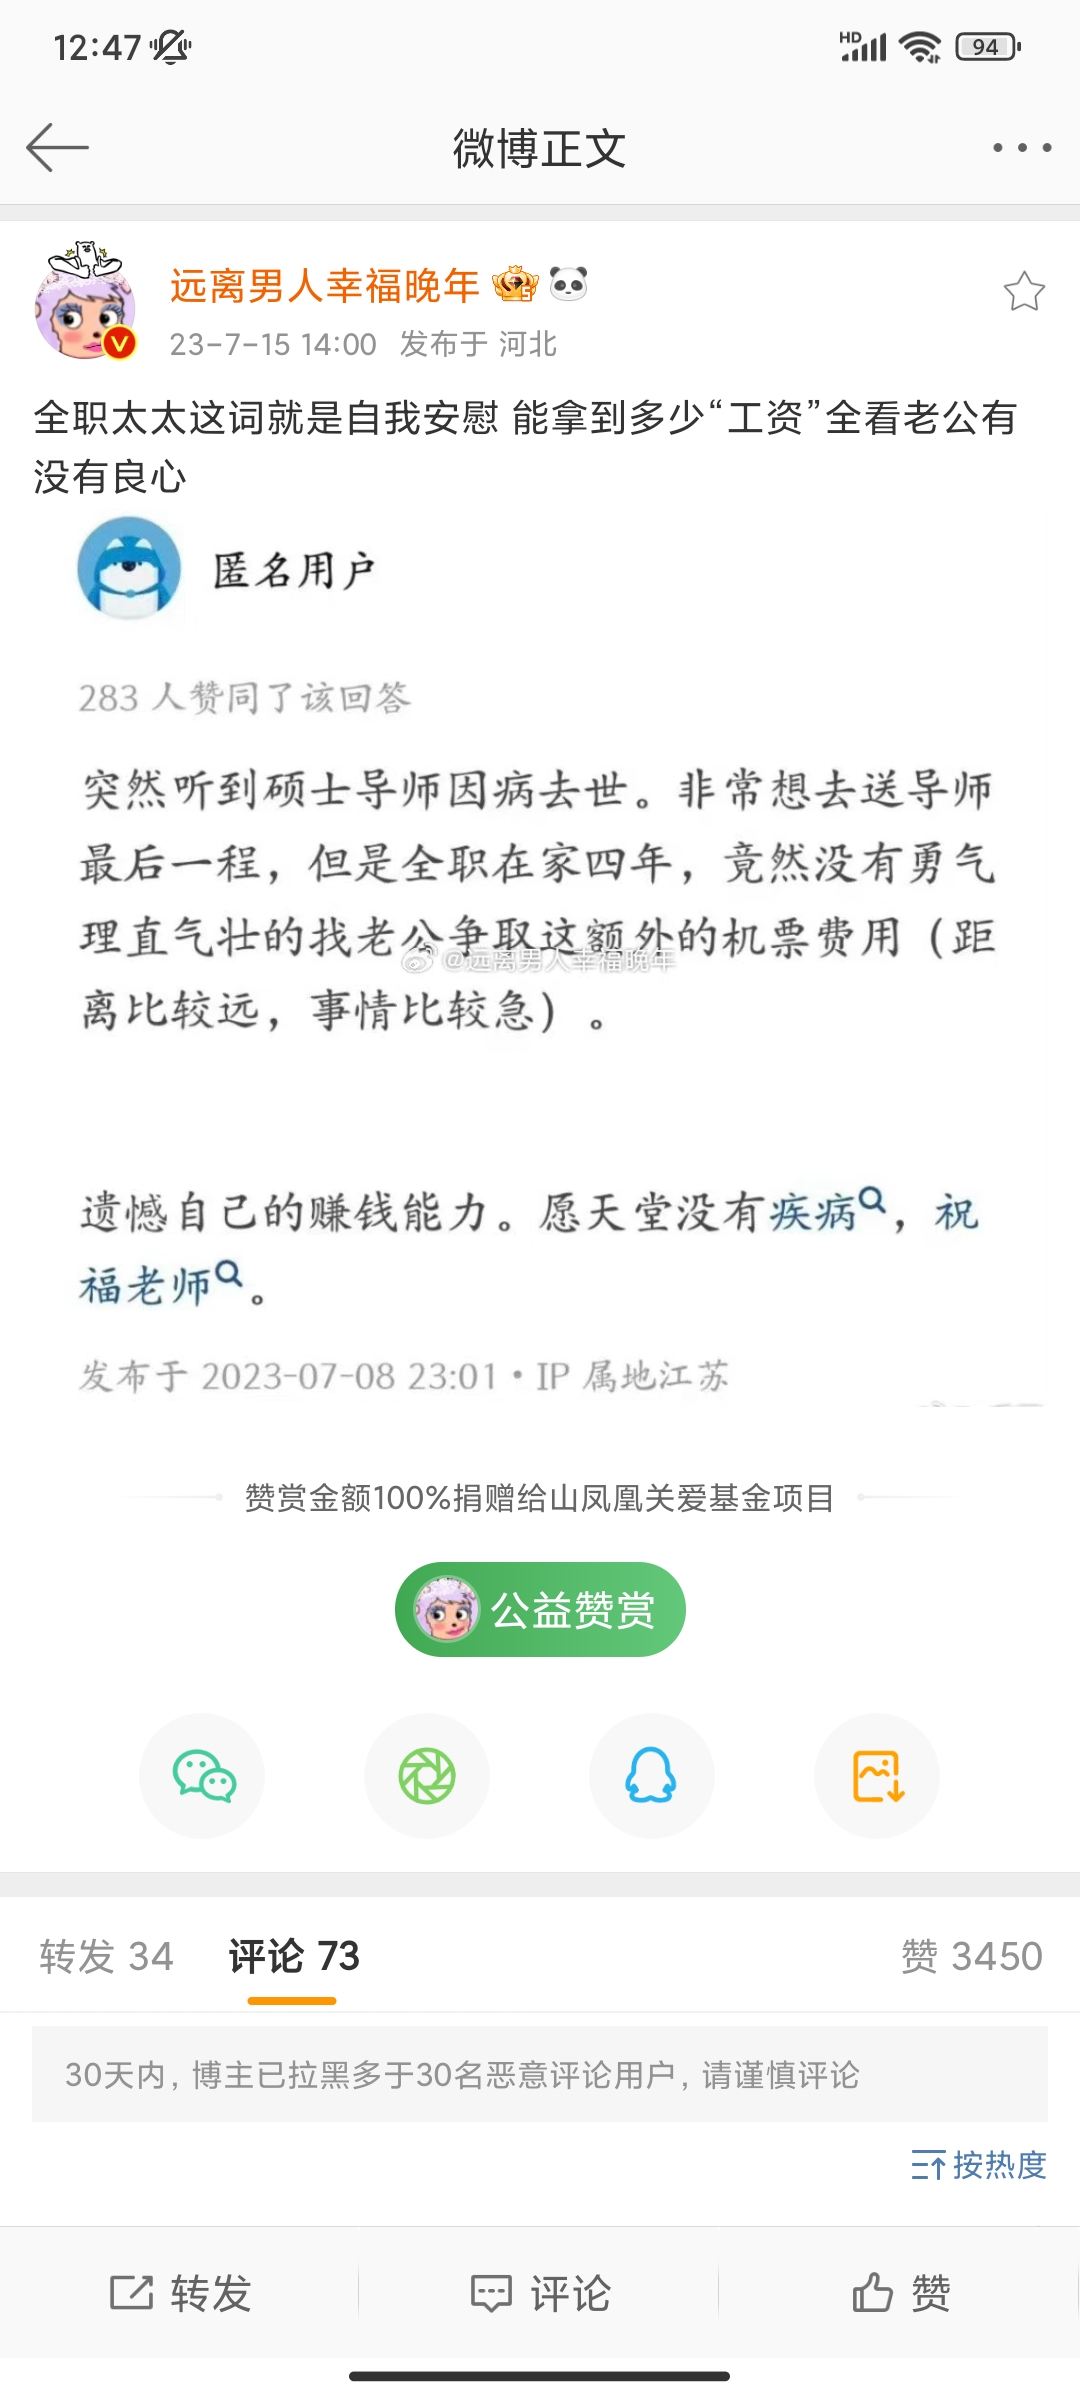 12:47
HD
94
微博正文
远离男人幸福晚年
23-7-15 14:00 发布于 河北
全职太太这词就是自我安慰 能拿到多少“工资”全看老公有
没有良心
匿名用户
283 人赞同了该回答
突然听到硕士导师因病去世。非常想去送导师
最后一程，但是全职在家四年，竟然没有勇气
理直气壮的找老公争取这额外的机票费用（距
@远离男人幸福晚年
离比较远，事情比较急）。
遗憾自己的赚钱能力。愿天堂没有疾病，祝
福老师。
发布于 2023-07-08 23:01・IP 属地江苏
赞赏金额100%捐赠给山凤凰关爱基金项目
公益赞赏
转发 34 评论 73 赞 3450
30天内，博主已拉黑多于30名恶意评论用户，请谨慎评论
按热度
转发 评论 赞